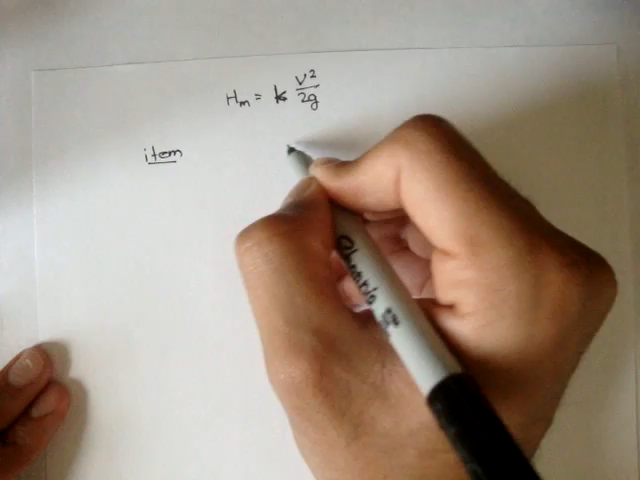 Hm = k V²/2g
item